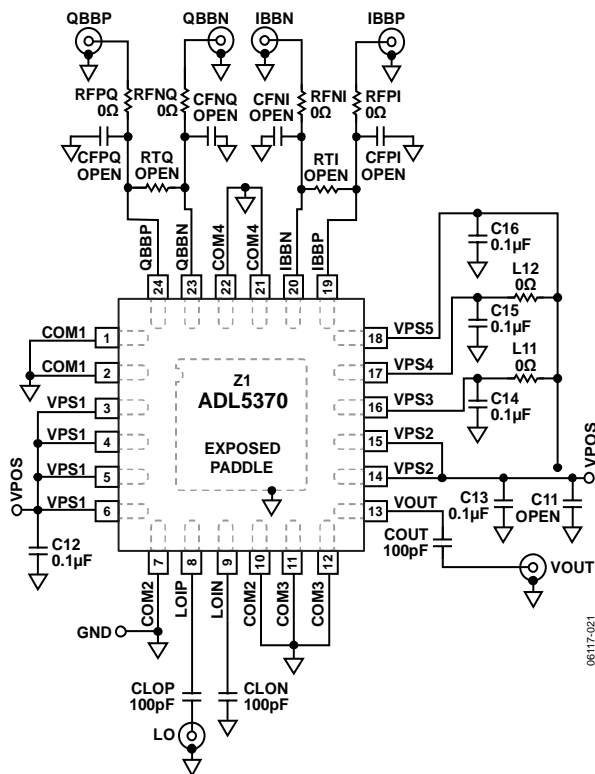 QBBP QBBN IBBN IBBP
RFPQ
0Ω
RFNQ
0Ω
CFNQ
OPEN
CFNI
OPEN
RFNI
0Ω
RFPI
0Ω
CFPQ
OPEN
RTQ
OPEN
RTI
OPEN
CFPI
OPEN
QBBP QBBN COM4 COM4 IBBN IBBP
24 23 22 21 20 19
C16
0.1µF
L12
0Ω
C15
0.1µF
L11
0Ω
C14
0.1µF
COM1 1
COM1 2
VPS1 3
VPS1 4
VPS1 5
VPS1 6
VPOS
C12
0.1µF
Z1
ADL5370
EXPOSED
PADDLE
18 VPS5
17 VPS4
16 VPS3
15 VPS2
14 VPS2
13 VOUT
VPOS
C13
0.1µF
C11
OPEN
COUT
100pF
VOUT
7 8 9 10 11 12
COM2 LOIP LOIN COM2 COM3 COM3
GND
CLOP
100pF
CLON
100pF
LO
06117-021